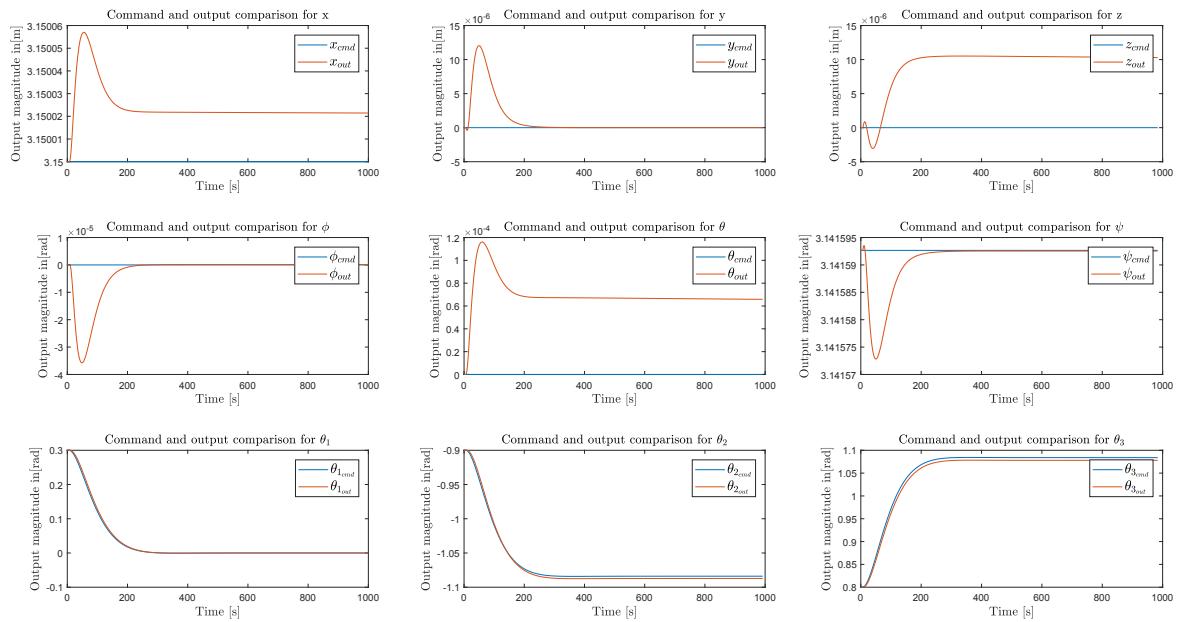 Command and output comparison for x
Output magnitude in[m]
3.15006
3.15005
3.15004
3.15003
3.15002
3.15001
3.15
x_cmd
x_out
0 200 400 600 800 1000
Time [s]
Command and output comparison for y
Output magnitude in[m]
×10^-6
15
10
5
0
-5
y_cmd
y_out
0 200 400 600 800 1000
Time [s]
Command and output comparison for z
Output magnitude in[m]
×10^-6
15
10
5
0
-5
z_cmd
z_out
0 200 400 600 800 1000
Time [s]
Command and output comparison for ϕ
Output magnitude in[rad]
×10^-5
1
0
-1
-2
-3
-4
ϕ_cmd
ϕ_out
0 200 400 600 800 1000
Time [s]
Command and output comparison for θ
Output magnitude in[rad]
×10^-4
1.2
1
0.8
0.6
0.4
0.2
0
θ_cmd
θ_out
0 200 400 600 800 1000
Time [s]
Command and output comparison for ψ
Output magnitude in[rad]
3.141595
3.14159
3.141585
3.14158
3.141575
3.14157
ψ_cmd
ψ_out
0 200 400 600 800 1000
Time [s]
Command and output comparison for θ_1
Output magnitude in[rad]
0.3
0.2
0.1
0
-0.1
θ_1cmd
θ_1out
0 200 400 600 800 1000
Time [s]
Command and output comparison for θ_2
Output magnitude in[rad]
-0.9
-0.95
-1
-1.05
-1.1
θ_2cmd
θ_2out
0 200 400 600 800 1000
Time [s]
Command and output comparison for θ_3
Output magnitude in[rad]
1.1
1.05
1
0.95
0.9
0.85
0.8
θ_3cmd
θ_3out
0 200 400 600 800 1000
Time [s]